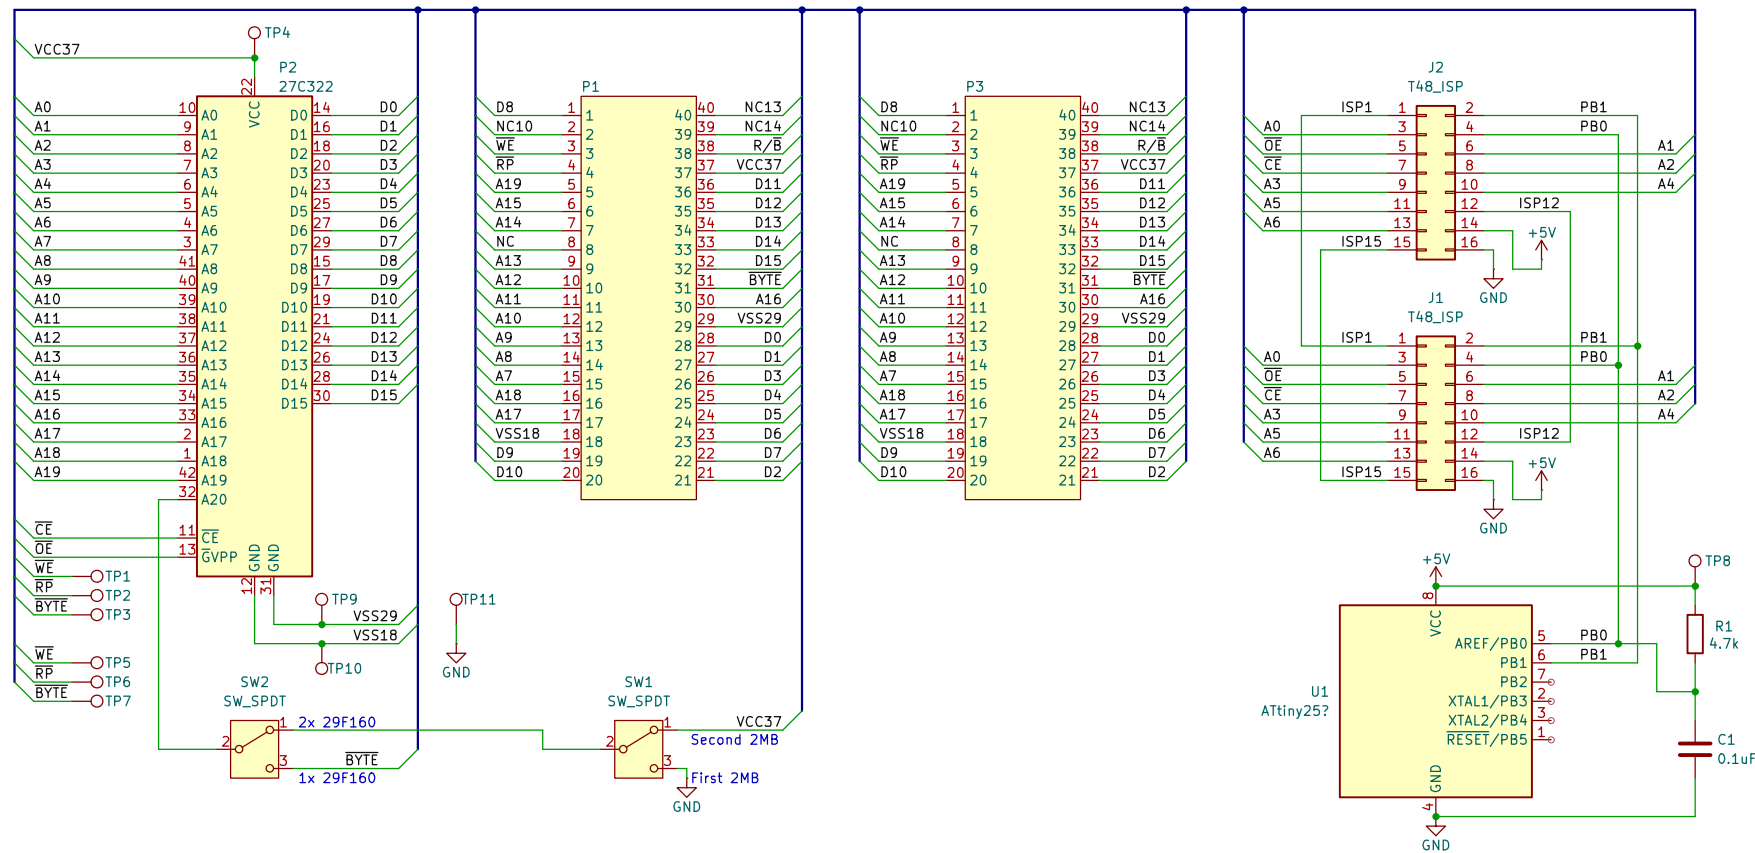 TP4
VCC37
P2
27C322
22
VCC
A0 10 A0 D0 14 D0
A1 9 A1 D1 16 D1
A2 8 A2 D2 18 D2
A3 7 A3 D3 20 D3
A4 6 A4 D4 23 D4
A5 5 A5 D5 25 D5
A6 4 A6 D6 27 D6
A7 3 A7 D7 29 D7
A8 41 A8 D8 15 D8
A9 40 A9 D9 17 D9
A10 39 A10 D10 19 D10
A11 38 A11 D11 21 D11
A12 37 A12 D12 24 D12
A13 36 A13 D13 26 D13
A14 35 A14 D14 28 D14
A15 34 A15 D15 30 D15
A16 33 A16
A17 2 A17
A18 1 A18
A19 42 A19
32 A20
CE 11 CE
OE 13 GVPP
GND GND
12 31
WE TP1
RP TP2
BYTE TP3
TP9
VSS29
VSS18
TP10
WE TP5
RP TP6
BYTE TP7
TP11
GND
SW2
SW_SPDT
2 1 3
2x 29F160
BYTE
1x 29F160
SW1
SW_SPDT
2 1 3
VCC37
Second 2MB
First 2MB
GND
P1
D8 1 1 40 40 NC13
NC10 2 2 39 39 NC14
WE 3 3 38 38 R/B
RP 4 4 37 37 VCC37
A19 5 5 36 36 D11
A15 6 6 35 35 D12
A14 7 7 34 34 D13
NC 8 8 33 33 D14
A13 9 9 32 32 D15
A12 10 10 31 31 BYTE
A11 11 11 30 30 A16
A10 12 12 29 29 VSS29
A9 13 13 28 28 D0
A8 14 14 27 27 D1
A7 15 15 26 26 D3
A18 16 16 25 25 D4
A17 17 17 24 24 D5
VSS18 18 18 23 23 D6
D9 19 19 22 22 D7
D10 20 20 21 21 D2
P3
D8 1 1 40 40 NC13
NC10 2 2 39 39 NC14
WE 3 3 38 38 R/B
RP 4 4 37 37 VCC37
A19 5 5 36 36 D11
A15 6 6 35 35 D12
A14 7 7 34 34 D13
NC 8 8 33 33 D14
A13 9 9 32 32 D15
A12 10 10 31 31 BYTE
A11 11 11 30 30 A16
A10 12 12 29 29 VSS29
A9 13 13 28 28 D0
A8 14 14 27 27 D1
A7 15 15 26 26 D3
A18 16 16 25 25 D4
A17 17 17 24 24 D5
VSS18 18 18 23 23 D6
D9 19 19 22 22 D7
D10 20 20 21 21 D2
J2
T48_ISP
ISP1 1 2 PB1
A0 3 4 PB0
OE 5 6 A1
CE 7 8 A2
A3 9 10 A4
A5 11 12 ISP12
A6 13 14 +5V
ISP15 15 16
GND
J1
T48_ISP
ISP1 1 2 PB1
A0 3 4 PB0
OE 5 6 A1
CE 7 8 A2
A3 9 10 A4
A5 11 12 ISP12
A6 13 14 +5V
ISP15 15 16
GND
+5V
TP8
8
VCC
U1
ATtiny25?
AREF/PB0 5 PB0
PB1 6 PB1
PB2 7
XTAL1/PB3 2
XTAL2/PB4 3
RESET/PB5 1
GND
4
GND
R1
4.7k
C1
0.1uF